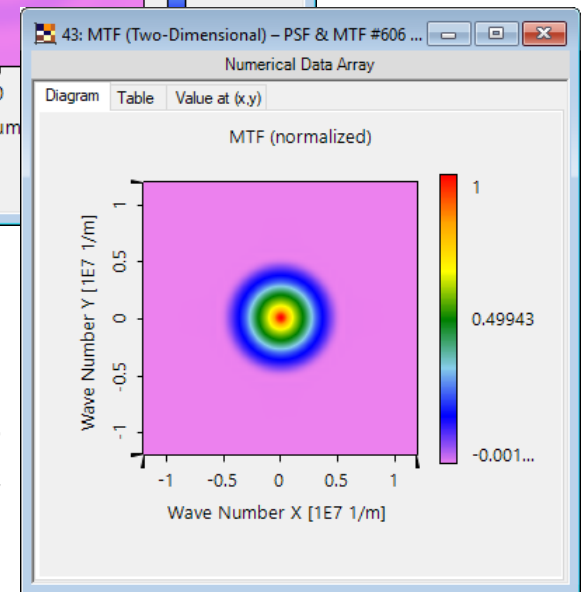 43: MTF (Two-Dimensional) – PSF & MTF #606 ...
Numerical Data Array
Diagram Table Value at (x,y)
MTF (normalized)
1
0.49943
-0.001...
Wave Number Y [1E7 1/m]
1
0.5
0
-0.5
-1
-1 -0.5 0 0.5 1
Wave Number X [1E7 1/m]